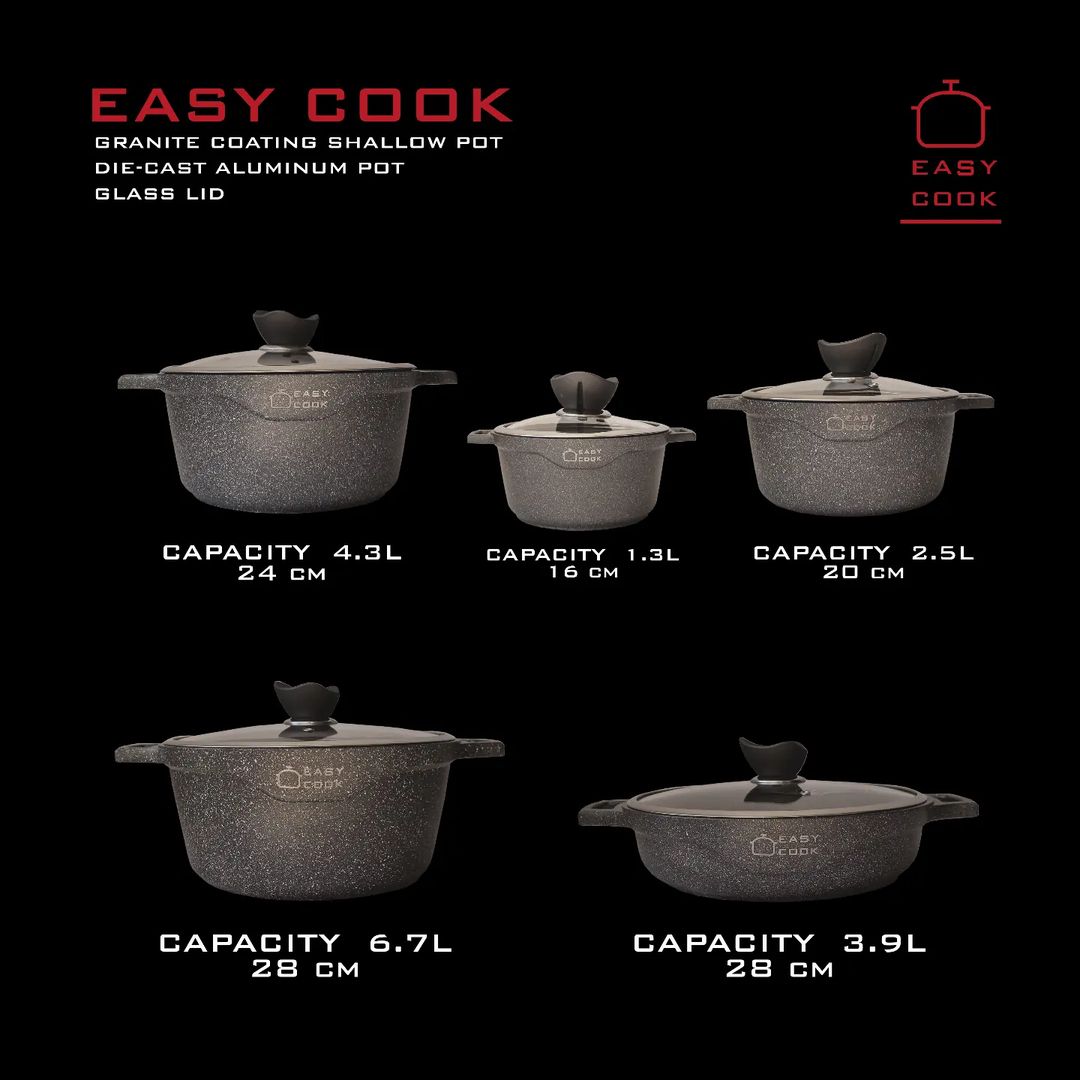 EASY COOK
GRANITE COATING SHALLOW POT
DIE-CAST ALUMINUM POT
GLASS LID
EASY
COOK
EASY
COOK
EASY
COOK
EASY
COOK
CAPACITY 4.3L
24 CM
CAPACITY 1.3L
16 CM
CAPACITY 2.5L
20 CM
EASY
COOK
EASY
COOK
CAPACITY 6.7L
28 CM
CAPACITY 3.9L
28 CM